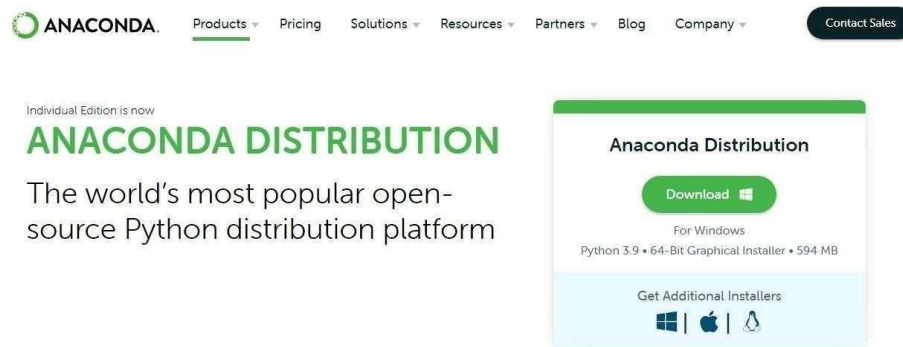 ANACONDA.
Products Pricing Solutions Resources Partners Blog Company Contact Sales
Individual Edition is now
ANACONDA DISTRIBUTION
The world's most popular open-
source Python distribution platform
Anaconda Distribution
Download
For Windows
Python 3.9 • 64-Bit Graphical Installer • 594 MB
Get Additional Installers